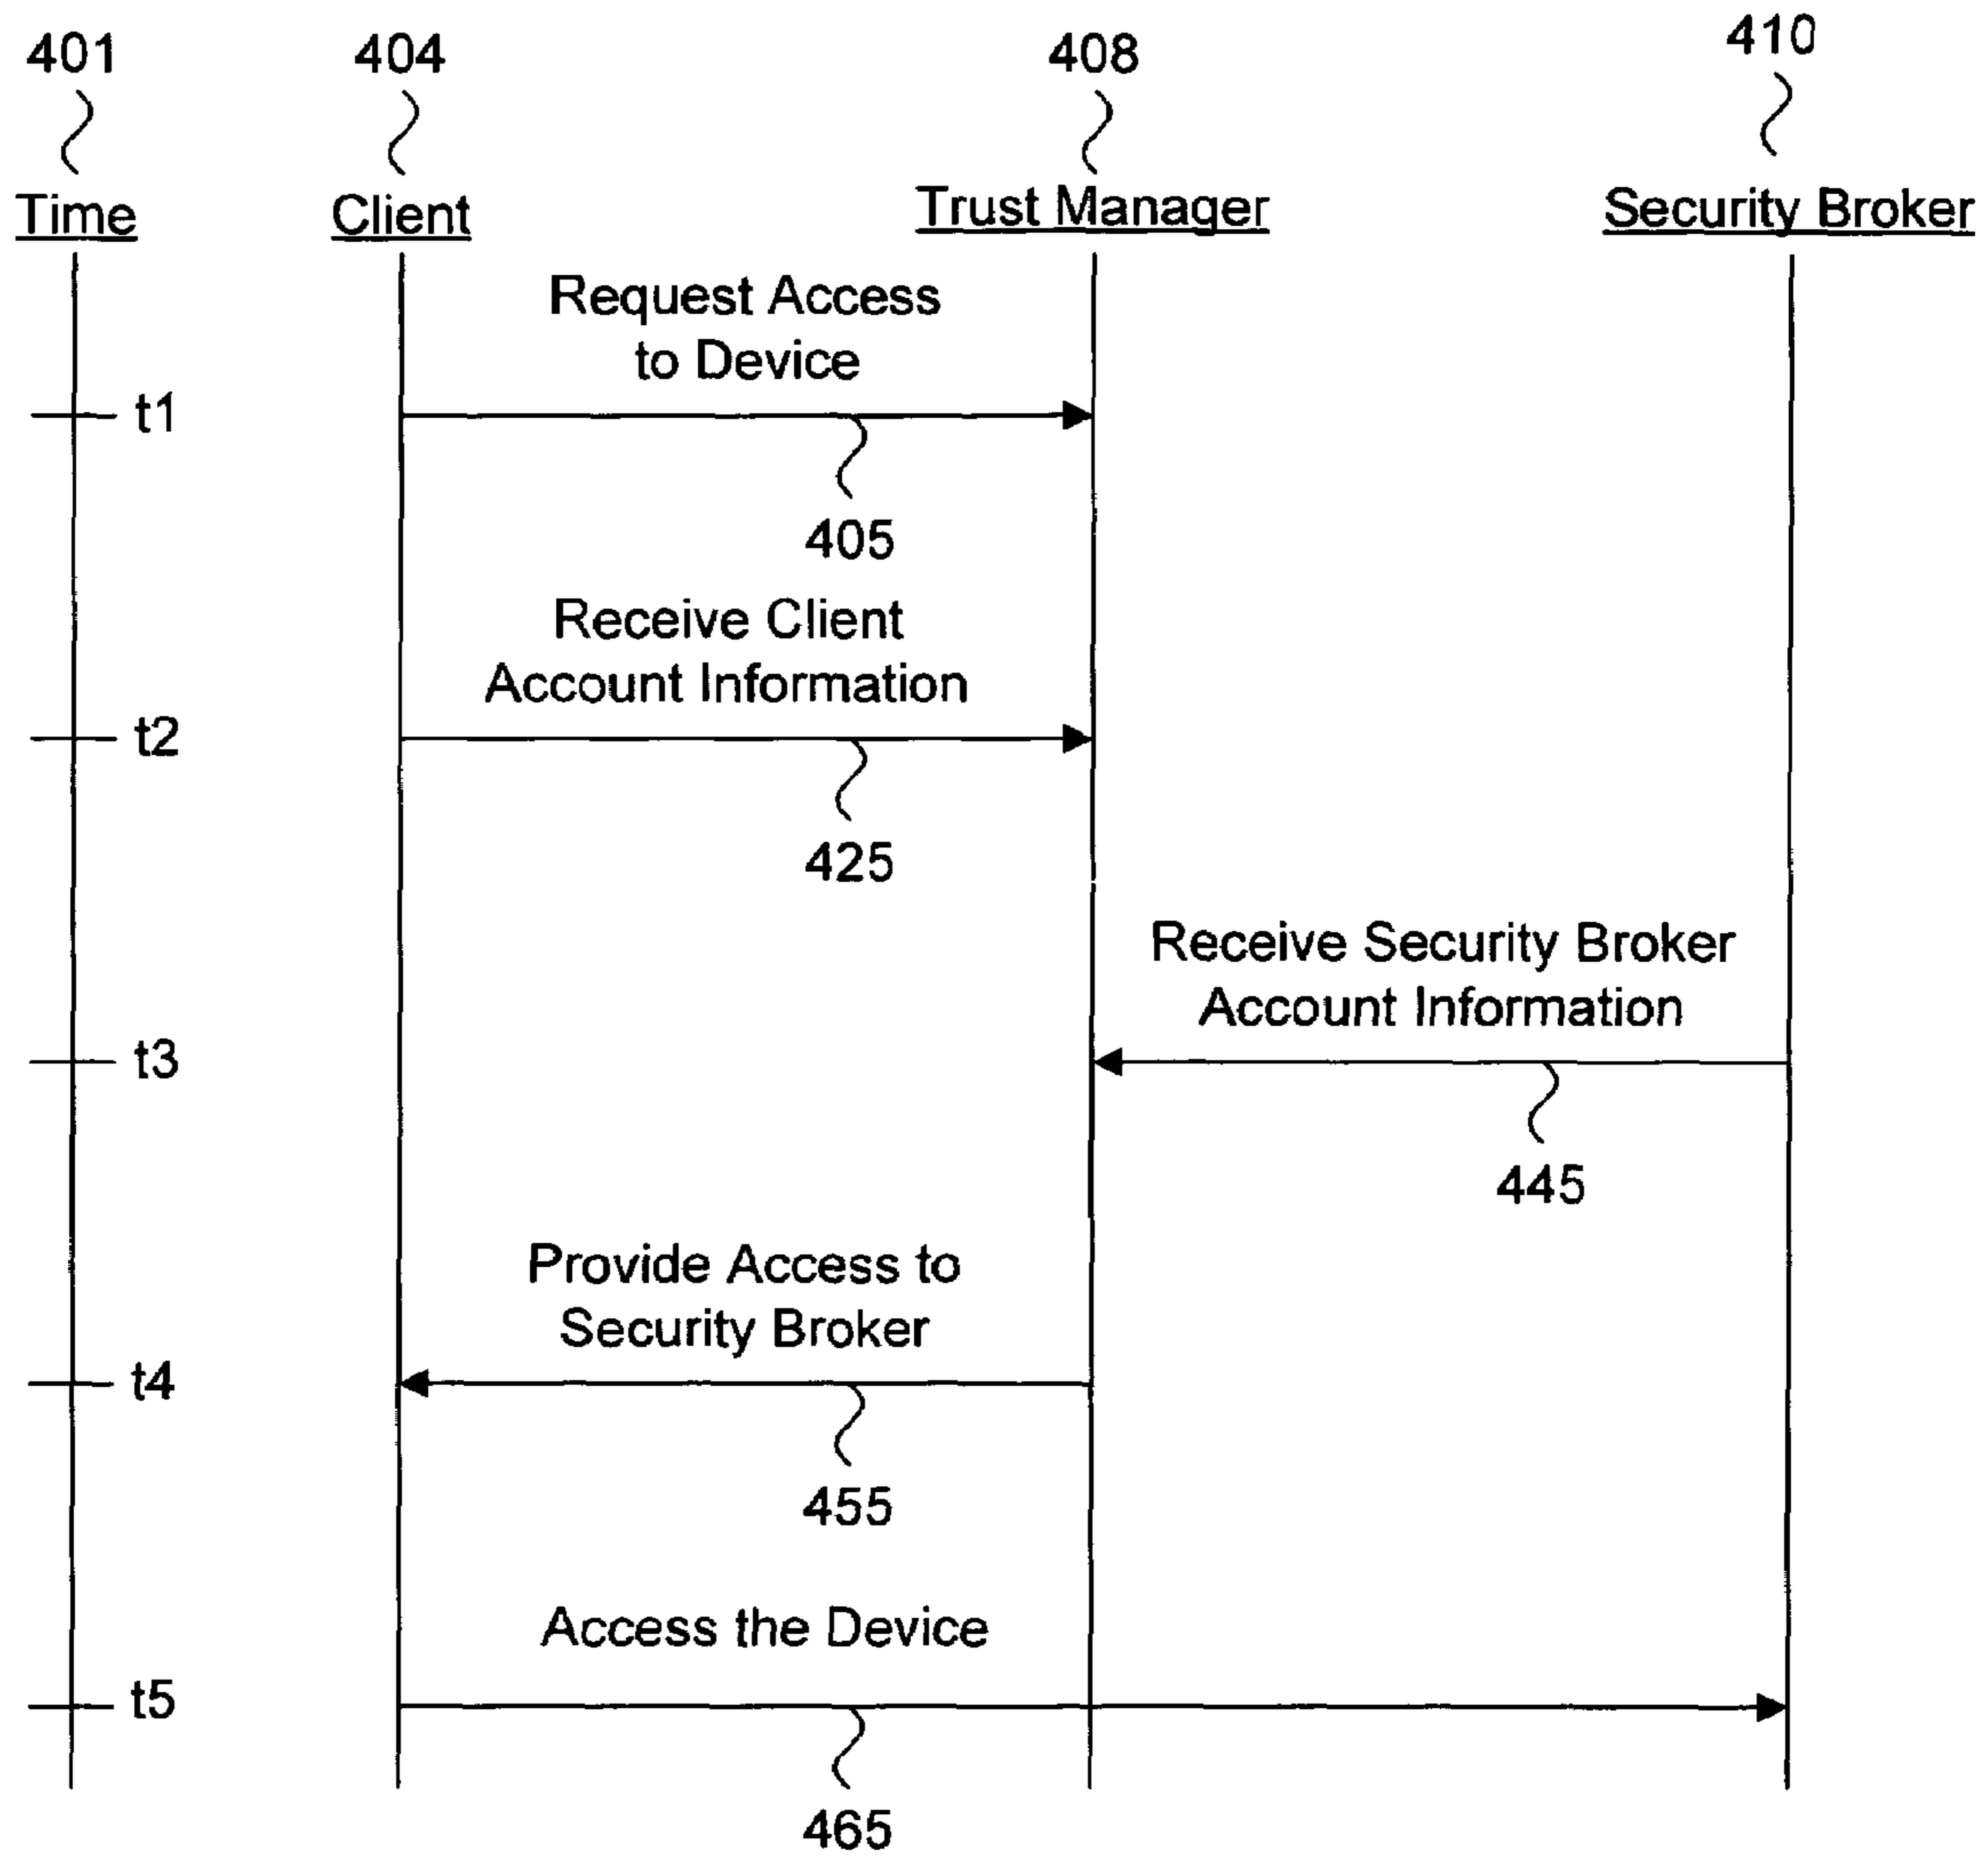 401
404
408
410
Time
Client
Trust Manager
Security Broker
Request Access
to Device
t1
405
Receive Client
Account Information
t2
425
Receive Security Broker
Account Information
t3
445
Provide Access to
Security Broker
t4
455
Access the Device
t5
465